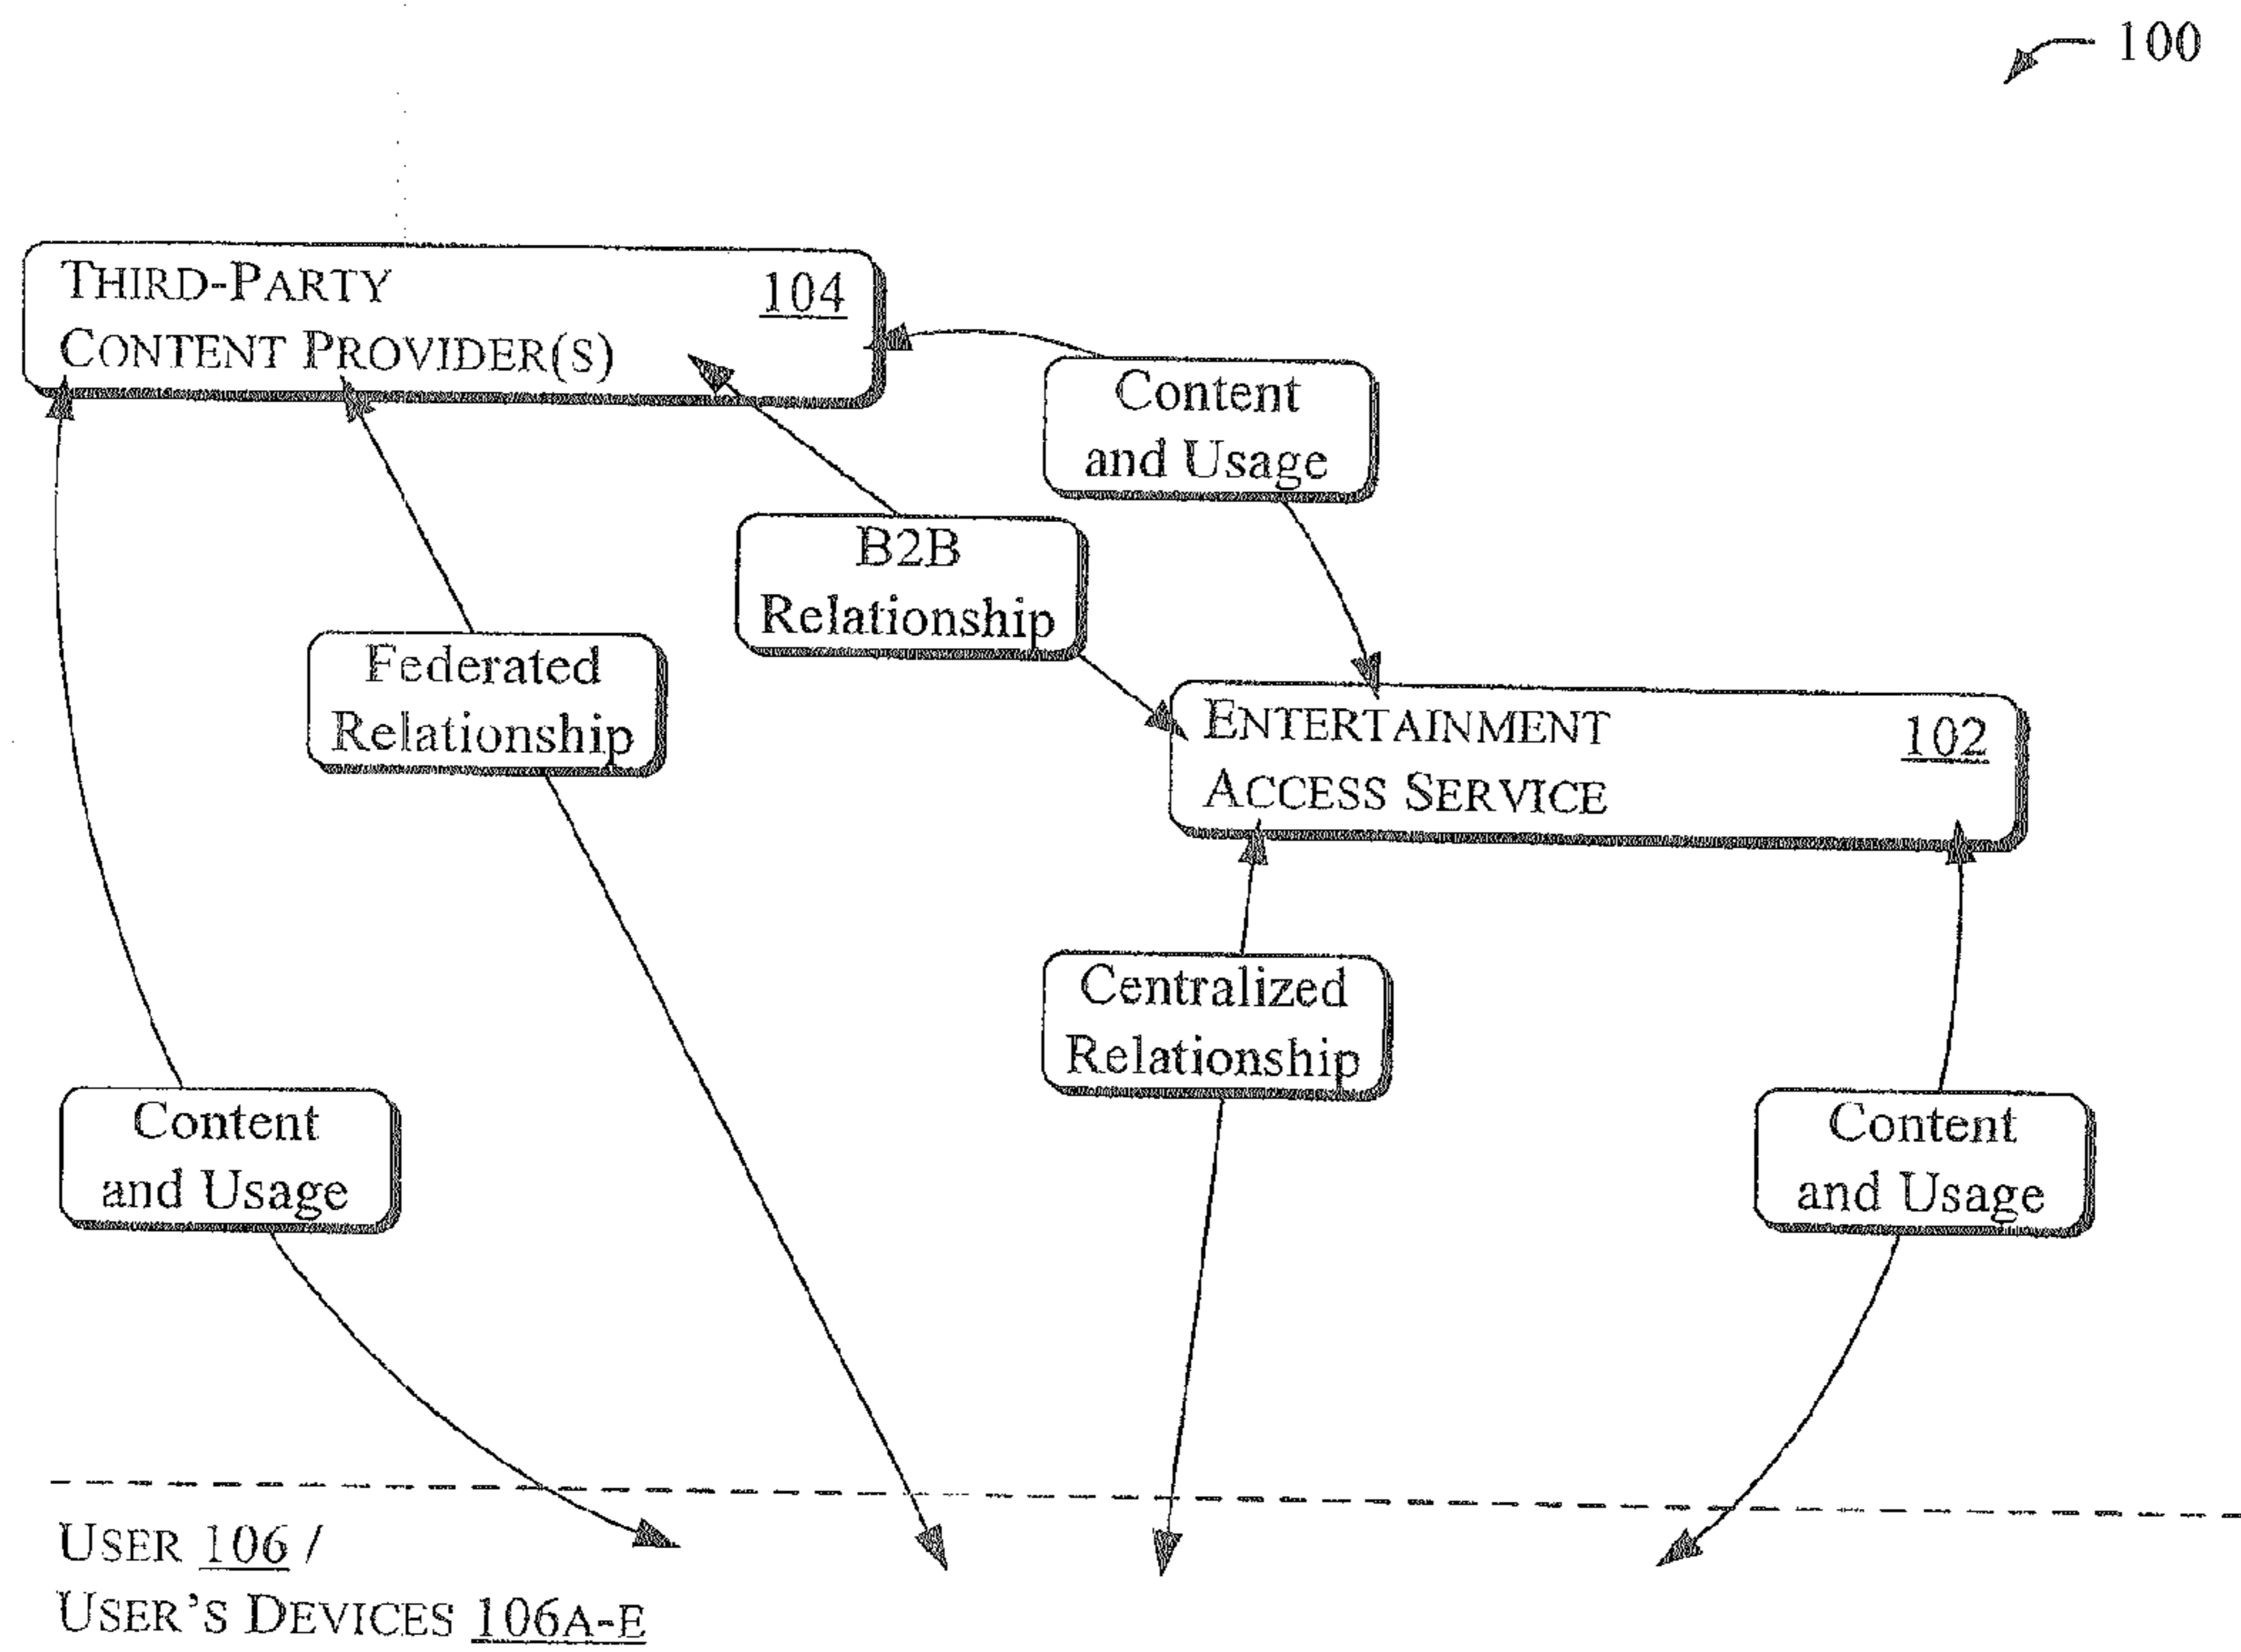 100
THIRD-PARTY
104
CONTENT PROVIDER(S)
Content
and Usage
B2B
Relationship
Federated
Relationship
ENTERTAINMENT
102
ACCESS SERVICE
Centralized
Relationship
Content
and Usage
Content
and Usage
USER 106 /
USER'S DEVICES 106A-E